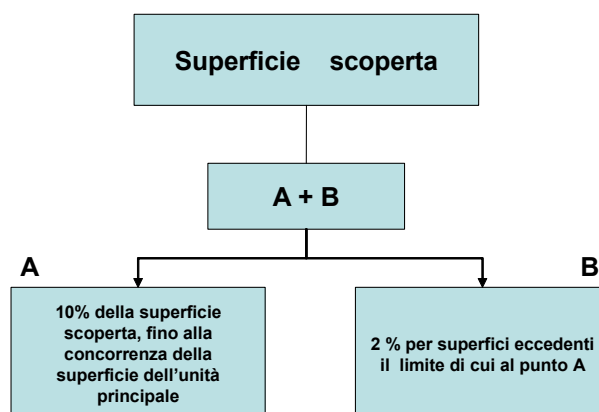 Superficie scoperta
A + B
A
B
10% della superficie
scoperta, fino alla
concorrenza della
superficie dell'unità
principale
2 % per superfici eccedenti
il limite di cui al punto A